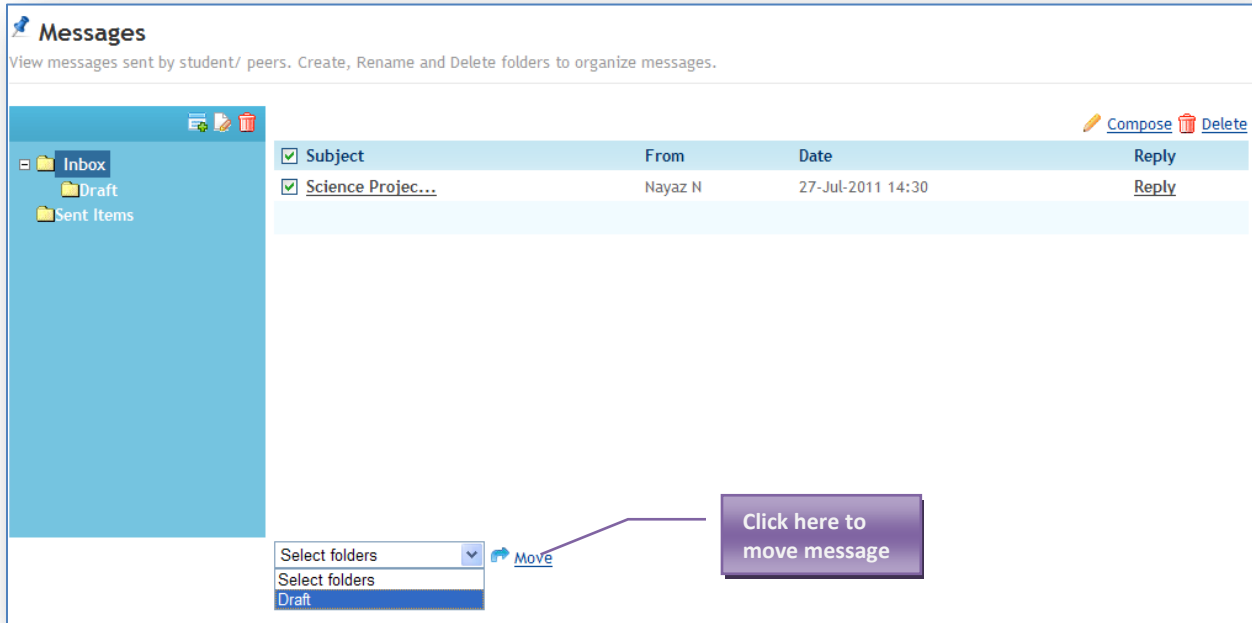 Messages
View messages sent by student/ peers. Create, Rename and Delete folders to organize messages.
Compose Delete
Inbox
Draft
Sent Items
Subject From Date Reply
Science Projec... Nayaz N 27-Jul-2011 14:30 Reply
Click here to
move message
Select folders Move
Select folders
Draft